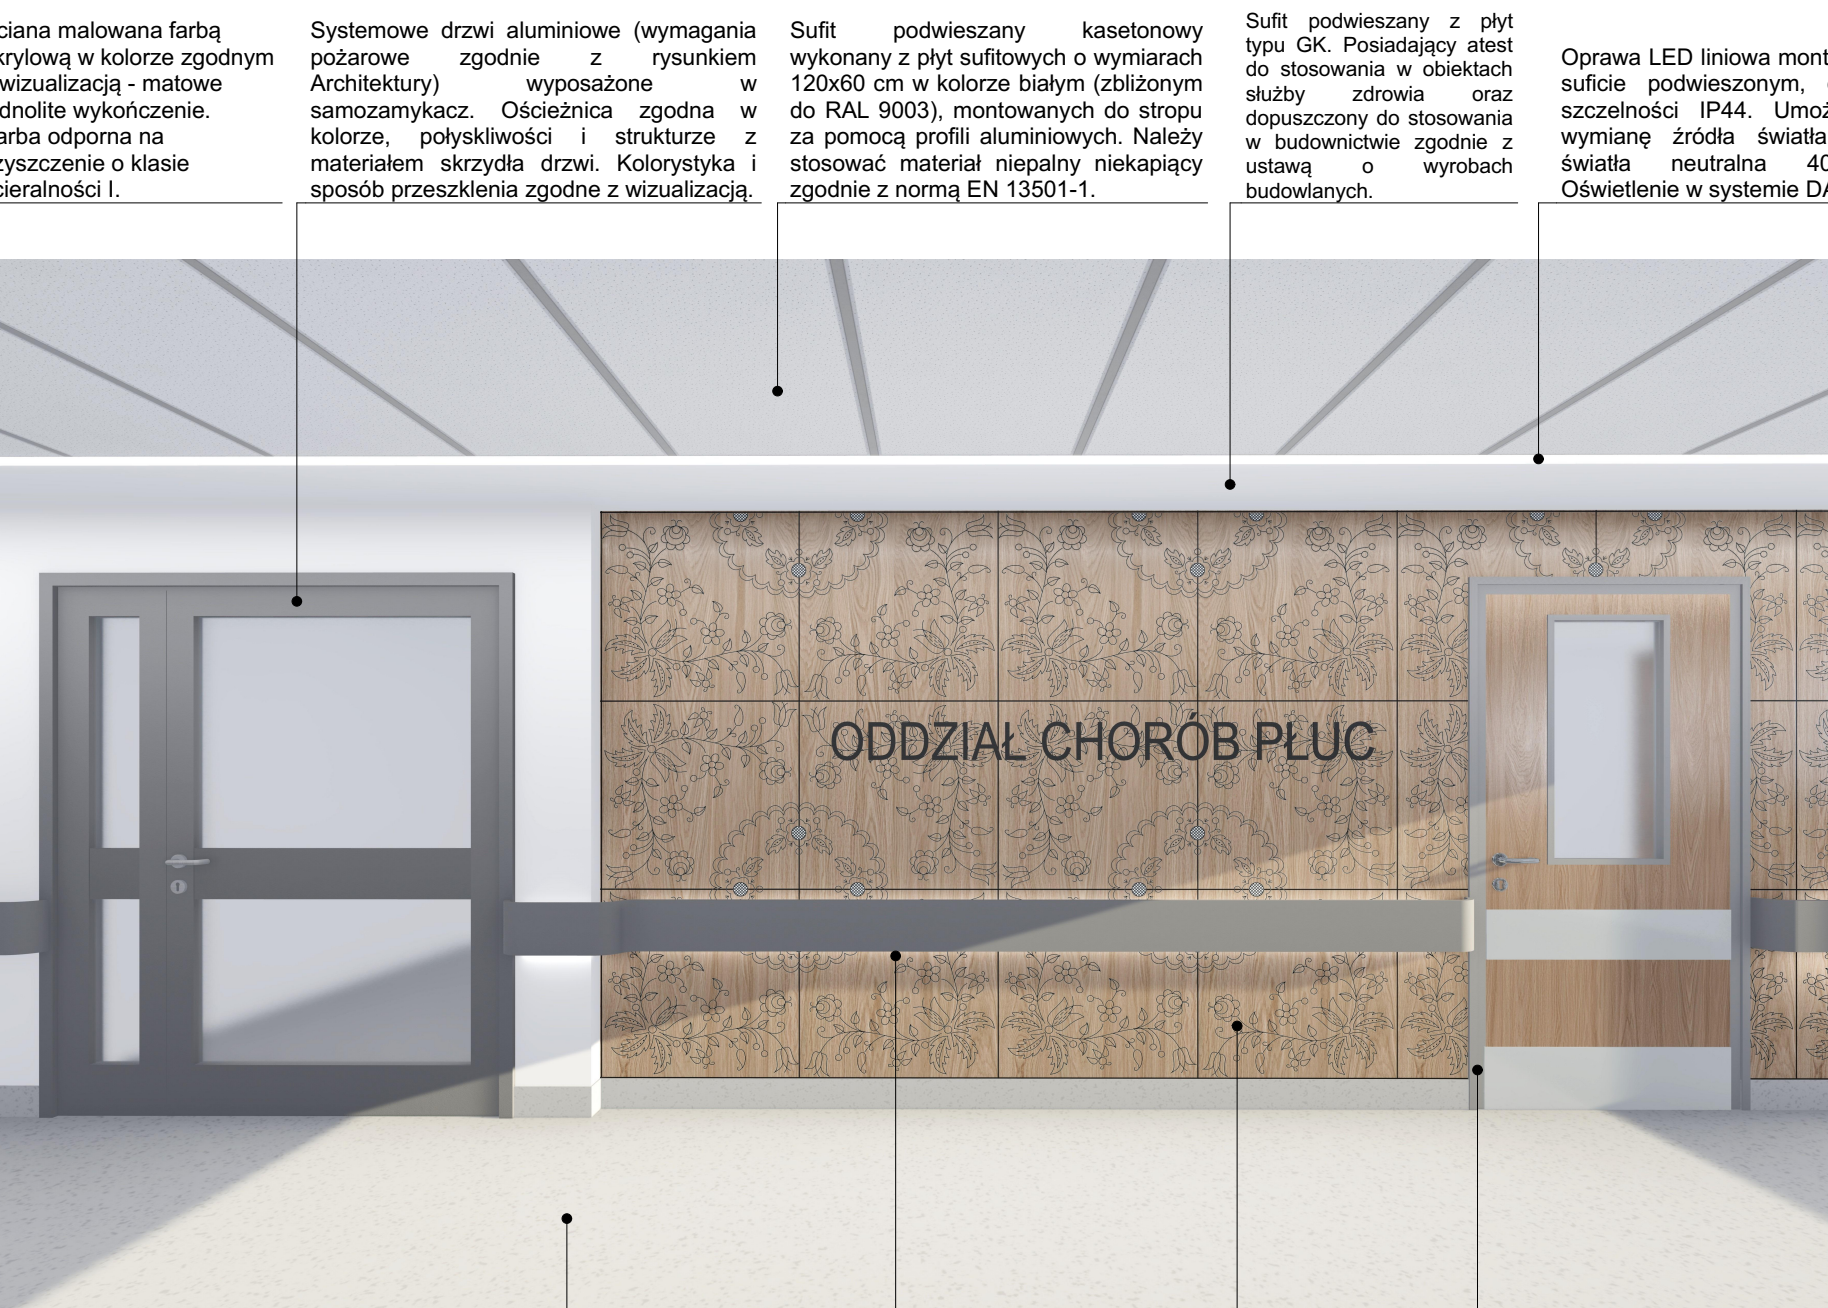 ciana malowana farbą
krylową w kolorze zgodnym
wizualizacją - matowe
dnolite wykończenie.
arba odporna na
zyszczenie o klasie
cieralności I.
Systemowe drzwi aluminiowe (wymagania
pożarowe zgodnie z rysunkiem
Architektury) wyposażone w
samozamykacz. Ościeżnica zgodna w
kolorze, połyskliwości i strukturze z
materiałem skrzydła drzwi. Kolorystyka i
sposób przeszklenia zgodne z wizualizacją.
Sufit podwieszany kasetonowy
wykonany z płyt sufitowych o wymiarach
120x60 cm w kolorze białym (zbliżonym
do RAL 9003), montowanych do stropu
za pomocą profili aluminiowych. Należy
stosować materiał niepalny niekapiący
zgodnie z normą EN 13501-1.
Sufit podwieszany z płyt
typu GK. Posiadający atest
do stosowania w obiektach
służby zdrowia oraz
dopuszczony do stosowania
w budownictwie zgodnie z
ustawą o wyrobach
budowlanych.
Oprawa LED liniowa mont
suficie podwieszonym,
szczelności IP44. Umoż
wymianę źródła światła
światła neutralna 40
Oświetlenie w systemie DA
ODDZIAŁ CHORÓB PŁUC